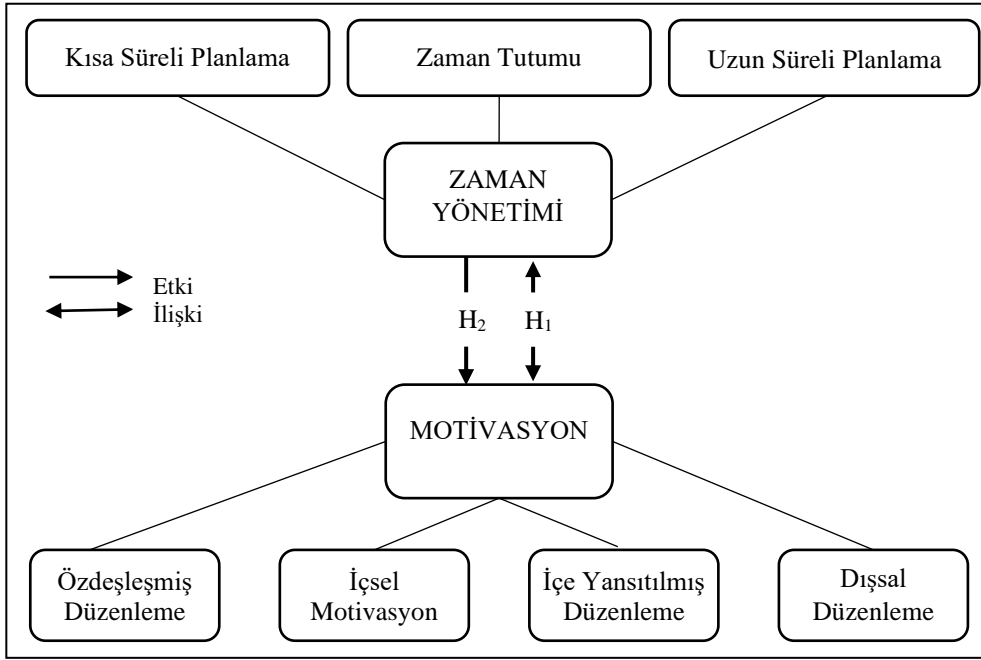 Kısa Süreli Planlama
Zaman Tutumu
Uzun Süreli Planlama
ZAMAN
YÖNETİMİ
Etki
İlişki
H₂
H₁
MOTİVASYON
Özdeşleşmiş
Düzenleme
İçsel
Motivasyon
İçe Yansıtılmış
Düzenleme
Dışsal
Düzenleme